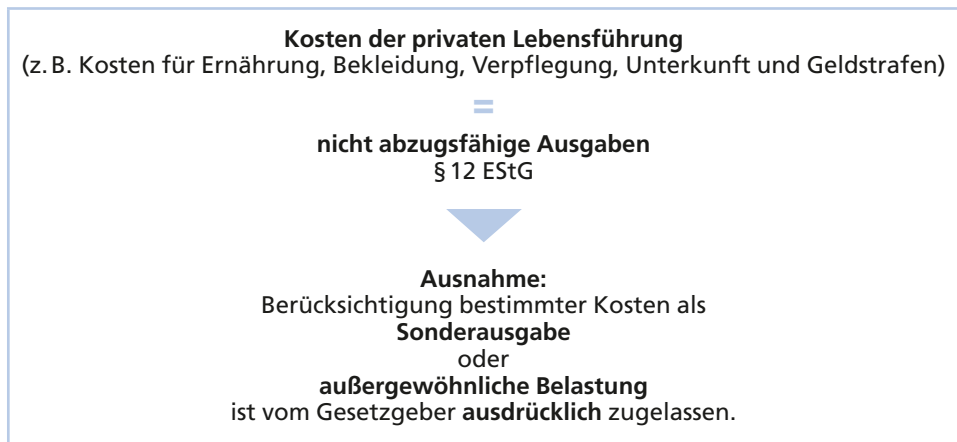 Kosten der privaten Lebensführung
(z. B. Kosten für Ernährung, Bekleidung, Verpflegung, Unterkunft und Geldstrafen)
=
nicht abzugsfähige Ausgaben
§ 12 EStG
Ausnahme:
Berücksichtigung bestimmter Kosten als
Sonderausgabe
oder
außergewöhnliche Belastung
ist vom Gesetzgeber ausdrücklich zugelassen.